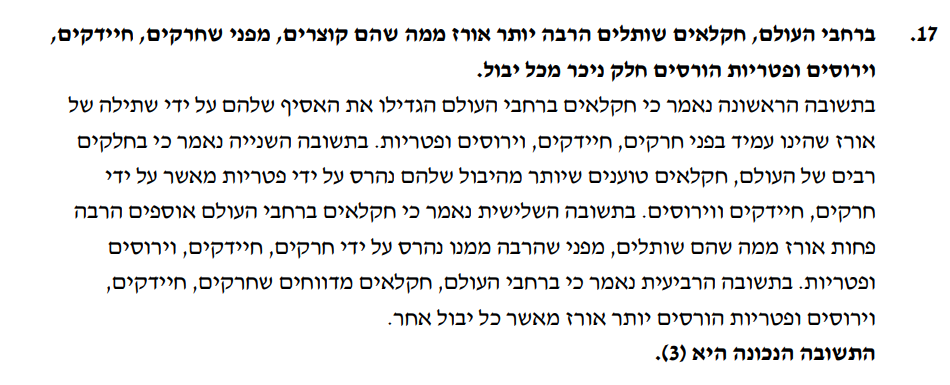 17. ברחבי העולם, חקלאים שותלים הרבה יותר אורז ממה שהם קוצרים, מפני שחרקים, חיידקים,
וירוסים ופטריות הורסים חלק ניכר מכל יבול.
בתשובה הראשונה נאמר כי חקלאים ברחבי העולם הגדילו את האסיף שלהם על ידי שתילה של
אורז שהינו עמיד בפני חרקים, חיידקים, וירוסים ופטריות. בתשובה השנייה נאמר כי בחלקים
רבים של העולם, חקלאים טוענים שיותר מהיבול שלהם נהרס על ידי פטריות מאשר על ידי
חרקים, חיידקים ווירוסים. בתשובה השלישית נאמר כי חקלאים ברחבי העולם אוספים הרבה
פחות אורז ממה שהם שותלים, מפני שהרבה ממנו נהרס על ידי חרקים, חיידקים, וירוסים
ופטריות. בתשובה הרביעית נאמר כי ברחבי העולם, חקלאים מדווחים שחרקים, חיידקים,
וירוסים ופטריות הורסים יותר אורז מאשר כל יבול אחר.
התשובה הנכונה היא (3).